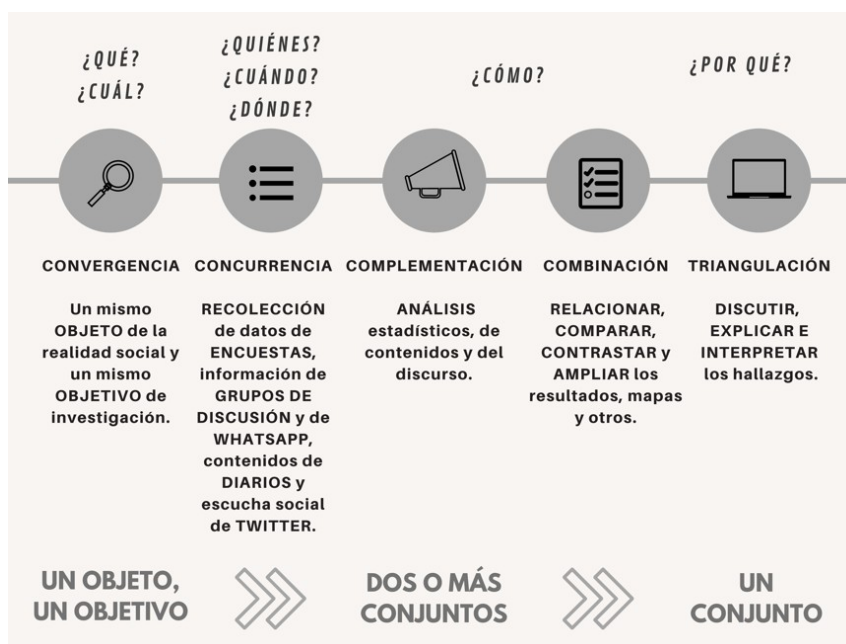 ¿QUÉ?
¿CUÁL?
¿QUIÉNES?
¿CUÁNDO?
¿DÓNDE?
¿CÓMO?
¿POR QUÉ?
CONVERGENCIA
Un mismo
OBJETO de la
realidad social y
un mismo
OBJETIVO de
investigación.
CONCURRENCIA
RECOLECCIÓN
de datos de
ENCUESTAS,
información de
GRUPOS DE
DISCUSIÓN y de
WHATSAPP,
contenidos de
DIARIOS y
escucha social
de TWITTER.
COMPLEMENTACIÓN
ANÁLISIS
estadísticos, de
contenidos y del
discurso.
COMBINACIÓN
RELACIONAR,
COMPARAR,
CONTRASTAR y
AMPLIAR los
resultados, mapas
y otros.
TRIANGULACIÓN
DISCUTIR,
EXPLICAR E
INTERPRETAR
los hallazgos.
UN OBJETO,
UN OBJETIVO
DOS O MÁS
CONJUNTOS
UN
CONJUNTO